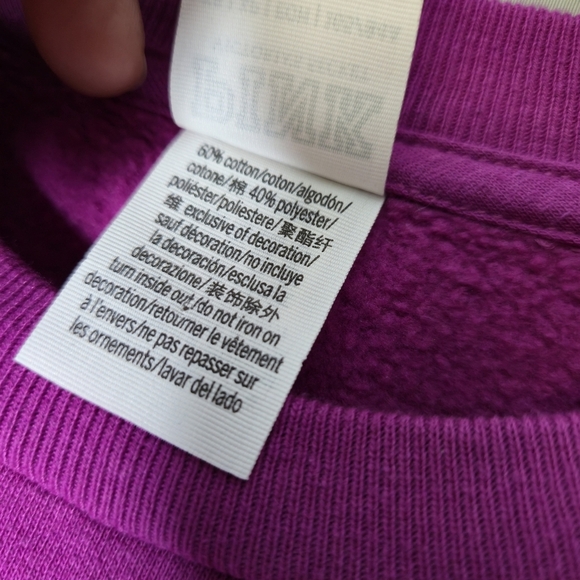 60% cotton/coton/algodón/
cotone/棉 40% polyester/
poliéster/poliestere/聚酯纤
维 exclusive of decoration/
sauf décoration/no incluye
la decoración/esclusa la
decorazione/装饰除外
turn inside out/do not iron on
decoration/retourner le vêtement
à l'envers/ne pas repasser sur
les ornements/lavar del lado